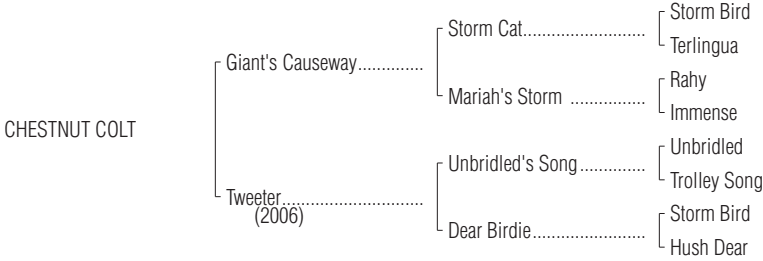 Storm Bird
Storm Cat........................
Terlingua
Giant's Causeway.............
Rahy
Mariah's Storm ...............
Immense
CHESTNUT COLT
Unbridled
Unbridled's Song.............
Trolley Song
Tweeter............................
(2006)
Storm Bird
Dear Birdie......................
Hush Dear